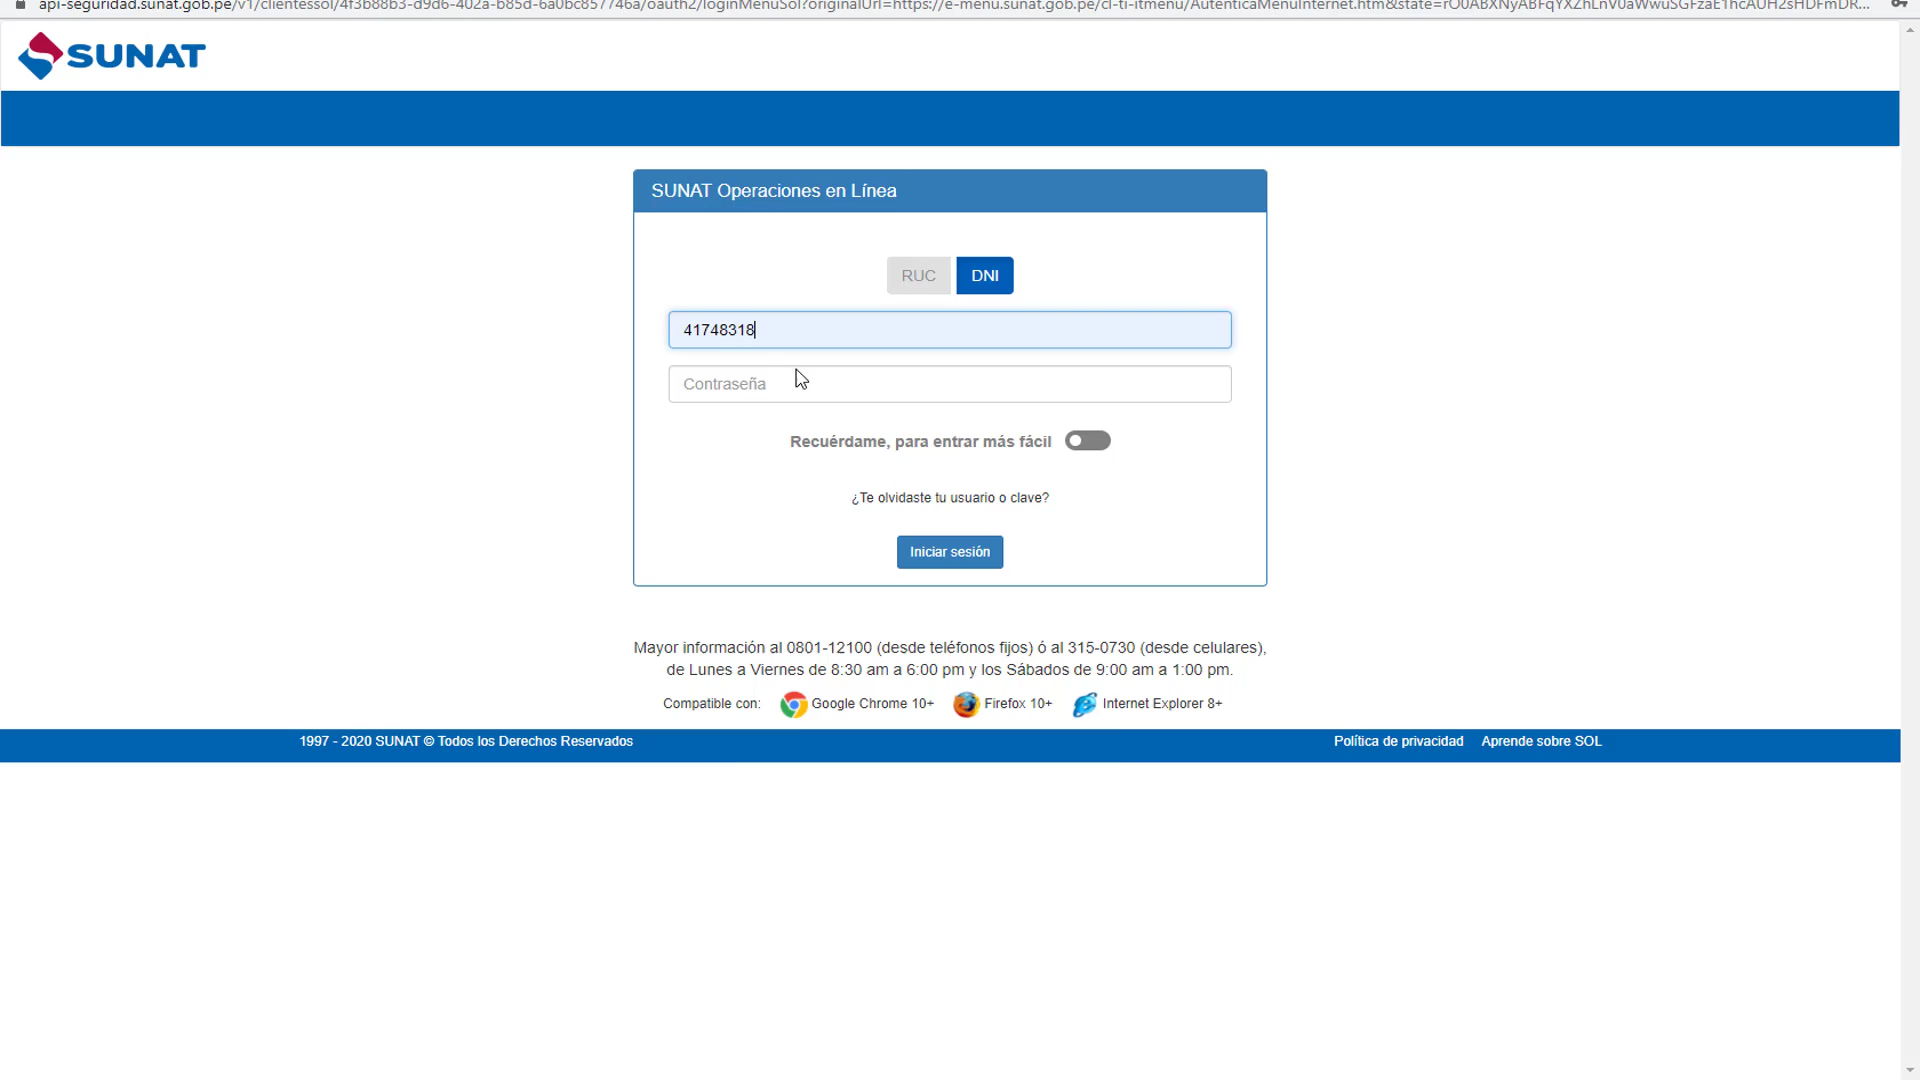 api-seguridad.sunat.gob.pe/v1/clientessol/4f3b88b3-d9d6-402a-b85d-6a0bc857746a/oauth2/loginMenuSol?originalUrl=https://e-menu.sunat.gob.pe/cl-ti-itmenu/AutenticaMenuInternet.htm&state=rO0ABXNyABFqYXZhLnV0aWwuSGFzaE1hcAUH2sHDFmDR...
SUNAT
SUNAT Operaciones en Línea
RUC DNI
41748318
Contraseña
Recuérdame, para entrar más fácil
¿Te olvidaste tu usuario o clave?
Iniciar sesión
Mayor información al 0801-12100 (desde teléfonos fijos) ó al 315-0730 (desde celulares),
de Lunes a Viernes de 8:30 am a 6:00 pm y los Sábados de 9:00 am a 1:00 pm.
Compatible con: Google Chrome 10+ Firefox 10+ Internet Explorer 8+
1997 - 2020 SUNAT © Todos los Derechos Reservados Política de privacidad Aprende sobre SOL